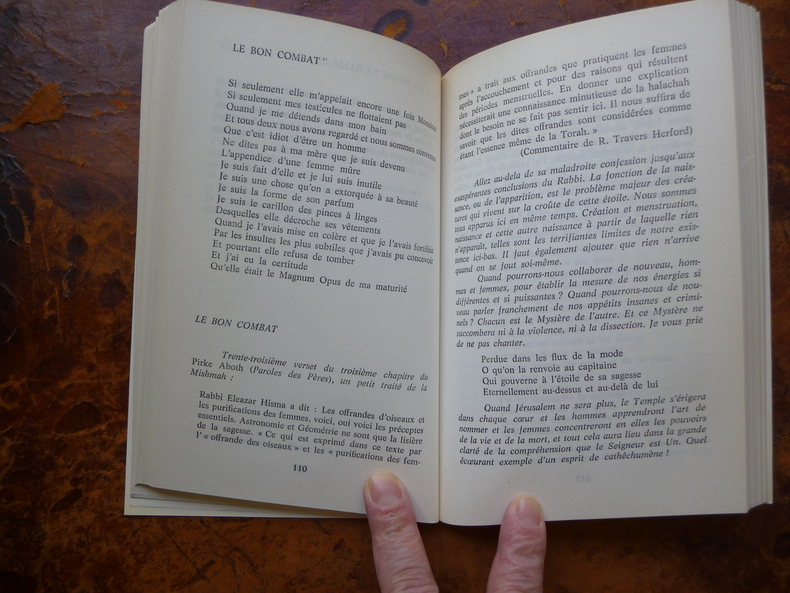 LE BON COMBAT
Si seulement elle m'appelait encore une fois Monsieur
Si seulement mes testicules ne flottaient pas
Quand je me détends dans mon bain
Et tous deux nous avons regardé et nous sommes convenus
Que c'est idiot d'être un homme
Ne dites pas à ma mère que je suis devenu
L'appendice d'une femme mûre
Je suis fait d'elle et je lui suis inutile
Je suis une chose qu'on a extorquée à sa beauté
Je suis la forme de son parfum
Je suis le carillon des pinces à linges
Desquelles elle décroche ses vêtements
Quand je l'avais mise en colère et que je l'avais fortifiée
Par les insultes les plus subtiles que j'avais pu concevoir
Et pourtant elle refusa de tomber
Et j'ai eu la certitude
Qu'elle était le Magnum Opus de ma maturité
LE BON COMBAT
Trente-troisième verset du troisième chapitre du
Pirke Aboth (Paroles des Pères), un petit traité de la
Mishmah :
Rabbi Eleazar Hisma a dit : Les offrandes d'oiseaux et
les purifications des femmes, voici, oui voici les préceptes
essentiels. Astronomie et Géométrie ne sont que la lisière
de la sagesse. « Ce qui est exprimé dans ce texte par
l'« offrande des oiseaux » et les « purifications des fem-
110
mes » a trait aux offrandes que pratiquent les femmes
après l'accouchement et pour des raisons qui résultent
des périodes menstruelles. En donner une explication
nécessiterait une connaissance minutieuse de la halachah
dont le besoin ne se fait pas sentir ici. Il nous suffira de
savoir que les dites offrandes sont considérées comme
étant l'essence même de la Torah. »
(Commentaire de R. Travers Herford)
Allez au-delà de sa maladroite confession jusqu'aux
exaspérantes conclusions du Rabbi. La fonction de la nais-
sance, ou de l'apparition, est le problème majeur des créa-
tures qui vivent sur la croûte de cette étoile. Nous sommes
tous apparus ici en même temps. Création et menstruation,
naissance et cette autre naissance à partir de laquelle rien
n'apparaît, telles sont les terrifiantes limites de notre exis-
tence ici-bas. Il faut également ajouter que rien n'arrive
quand on se fout soi-même.
Quand pourrons-nous collaborer de nouveau, hom-
mes et femmes, pour établir la mesure de nos énergies si
différentes et si puissantes ? Quand pourrons-nous de nou-
veau parler franchement de nos appétits insanes et crimi-
nels ? Chacun est le Mystère de l'autre. Et ce Mystère ne
succombera ni à la violence, ni à la dissection. Je vous prie
de ne pas chanter.
Perdue dans les flux de la mode
O qu'on la renvoie au capitaine
Qui gouverne à l'étoile de sa sagesse
Eternellement au-dessus et au-delà de lui
Quand Jérusalem ne sera plus, le Temple s'érigera
dans chaque cœur et les hommes apprendront l'art de
nommer et les femmes concentreront en elles les pouvoirs
de la vie et de la mort, et tout cela aura lieu dans la grande
clarté de la compréhension que le Seigneur est Un. Quel
écœurant exemple d'un esprit de cathéchumène !